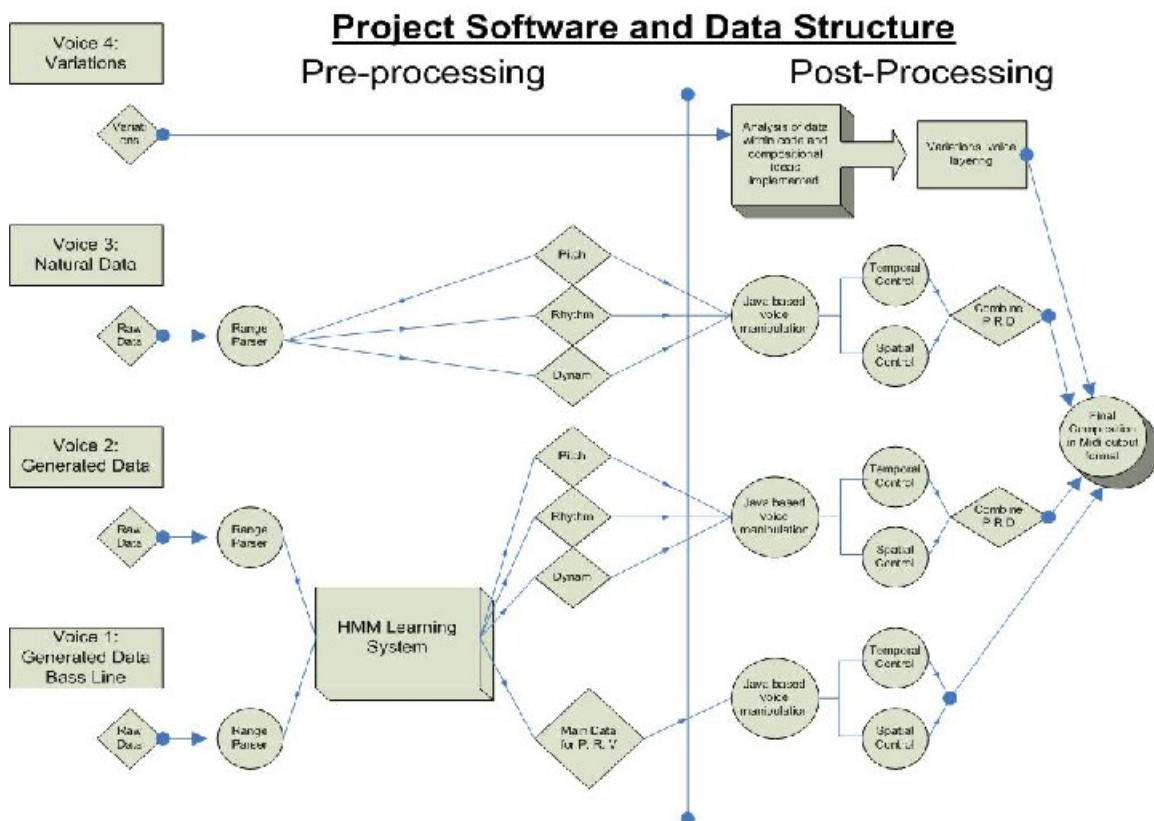 Project Software and Data Structure
Pre-processing
Post-Processing
Voice 4:
Variations
Variati
ons
Analysis of data
within code and
compositional
ideas
implemented
Variational voice
layering
Voice 3:
Natural Data
Raw
Data
Range
Parser
Pitch
Rhythm
Dynam
Java based
voice
manipulation
Temporal
Control
Spatial
Control
Combine
P R D
Final
Composition
in Midi output
format
Voice 2:
Generated Data
Raw
Data
Range
Parser
Pitch
Rhythm
Dynam
Java based
voice
manipulation
Temporal
Control
Spatial
Control
Combine
P R D
HMM Learning
System
Voice 1:
Generated Data
Bass Line
Raw
Data
Range
Parser
Main Data
for P, R, V
Java based
voice
manipulation
Temporal
Control
Spatial
Control